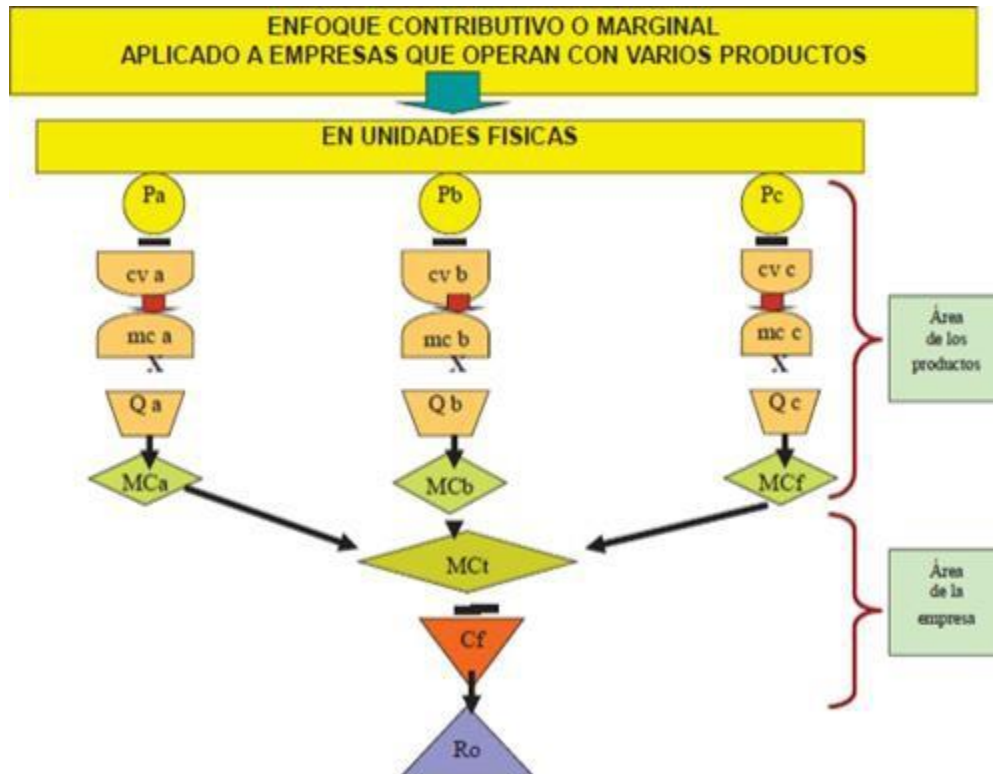 ENFOQUE CONTRIBUTIVO O MARGINAL
APLICADO A EMPRESAS QUE OPERAN CON VARIOS PRODUCTOS
EN UNIDADES FISICAS
Pa Pb Pc
cv a cv b cv c
mc a mc b mc c
X X X
Q a Q b Q c
MCa MCb MCf
MCt
Cf
Ro
Área
de los
productos
Área
de la
empresa